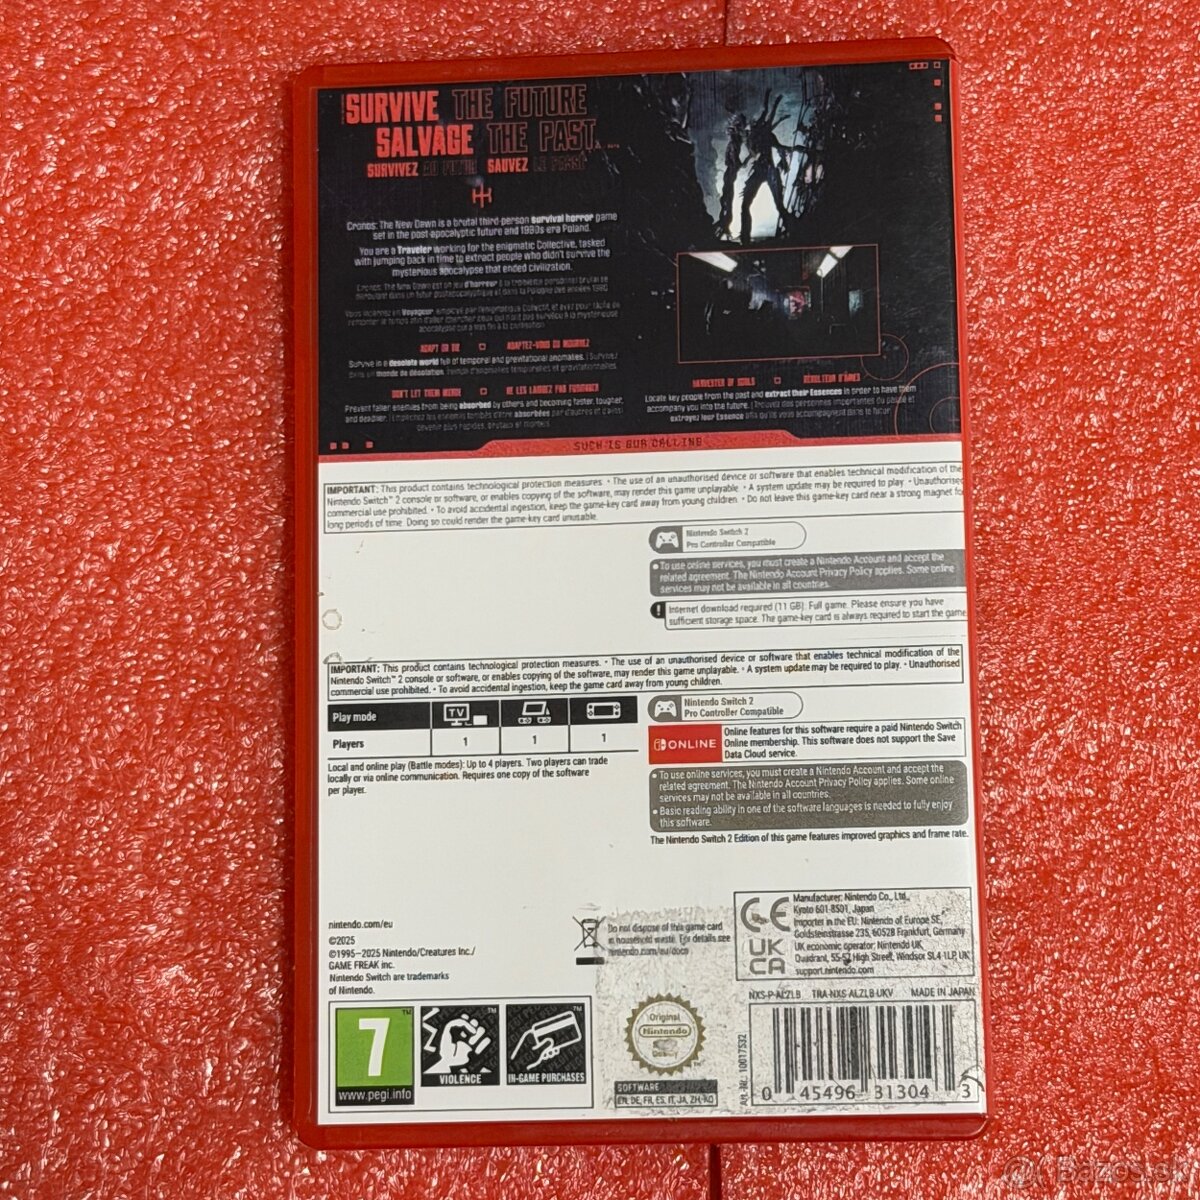 SURVIVE THE FUTURE
SALVAGE THE PAST
SURVIVEZ AU FUTUR SAUVEZ LE PASSÉ
Cronos: The New Dawn is a brutal third-person survival horror game
set in the post-apocalyptic future and 1980s era Poland.
You are a Traveler working for the enigmatic Collective, tasked
with jumping back in time to extract people who didn't survive the
mysterious apocalypse that ended civilization.
ADAPT OR DIE
ADAPTEZ-VOUS OU MOUREZ
Survive in a desolate world full of temporal and gravitational anomalies.
DON'T LET THEM MERGE
Prevent fallen enemies from being absorbed by others and becoming faster, tougher,
and deadlier.
HARVESTER OF SOULS
Locate key people from the past and extract their Essences in order to have them
accompany you into the future.
SUCH IS OUR CALLING
IMPORTANT: This product contains technological protection measures • The use of an unauthorised device or software that enables technical modification of the
Nintendo Switch™ 2 console or software, or enables copying of the software, may render this game unplayable • A system update may be required to play • Unauthorised
commercial use prohibited. • To avoid accidental ingestion, keep the game-key card away from young children • Do not leave this game-key card near a strong magnet for
long periods of time. Doing so could render the game-key card unusable.
Nintendo Switch 2
Pro Controller Compatible
• To use online services, you must create a Nintendo Account and accept the
related agreement. The Nintendo Account Privacy Policy applies. Some online
services may not be available in all countries.
Internet download required (11 GB): Full game. Please ensure you have
sufficient storage space. The game-key card is always required to start the game
IMPORTANT: This product contains technological protection measures. • The use of an unauthorised device or software that enables technical modification of the
Nintendo Switch™ 2 console or software, or enables copying of the software, may render this game unplayable. • A system update may be required to play. • Unauthorised
commercial use prohibited. • To avoid accidental ingestion, keep the game card away from young children.
Play mode TV
Players 1 1 1
Local and online play (Battle modes): Up to 4 players. Two players can trade
locally or via online communication. Requires one copy of the software
per player.
Nintendo Switch 2
Pro Controller Compatible
ONLINE
Online features for this software require a paid Nintendo Switch
Online membership. This software does not support the Save
Data Cloud service.
• To use online services, you must create a Nintendo Account and accept the
related agreement. The Nintendo Account Privacy Policy applies. Some online
services may not be available in all countries.
• Basic reading ability in one of the software languages is needed to fully enjoy
this software.
The Nintendo Switch 2 Edition of this game features improved graphics and frame rate.
nintendo.com/eu
©2025
©1995–2025 Nintendo/Creatures Inc./
GAME FREAK inc.
Nintendo Switch are trademarks
of Nintendo.
Do not dispose of this game card
in household waste. For details see
nintendo.com/eu/docs
CE
UK
CA
Manufacturer: Nintendo Co., Ltd.,
Kyoto 601-8501, Japan
Importer in the EU: Nintendo of Europe SE,
Goldsteinstrasse 235, 60528 Frankfurt, Germany
UK economic operator: Nintendo UK,
Quadrant, 55-57 High Street, Windsor SL4 1LP, UK
support.nintendo.com
NXS-P-ALZLB TRA-NXS-ALZLB-UKV MADE IN JAPAN
7
www.pegi.info
VIOLENCE
IN-GAME PURCHASES
Original
Nintendo
Quality
SOFTWARE
EN, DE, FR, ES, IT, JA, ZH, KO
Art.-Nr.: 10017532
0 45496 31304 3
Bazos.sk